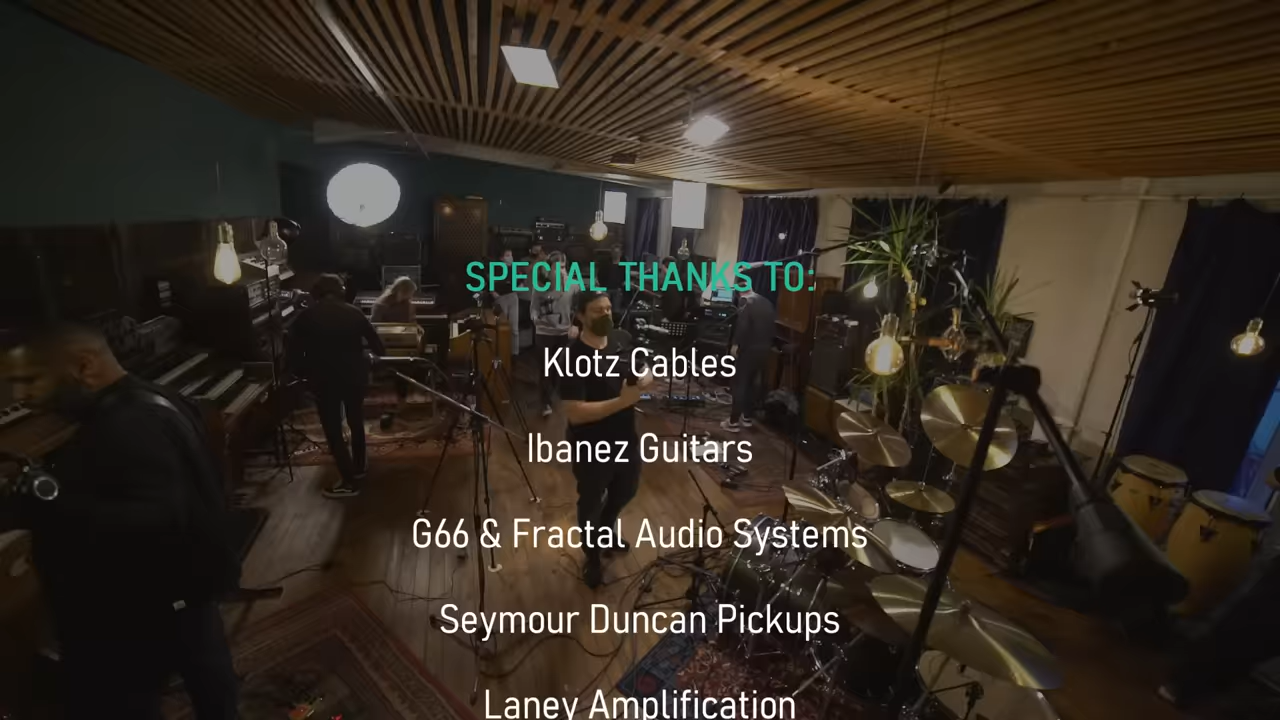 SPECIAL THANKS TO:
Klotz Cables
Ibanez Guitars
G66 & Fractal Audio Systems
Seymour Duncan Pickups
Laney Amplification